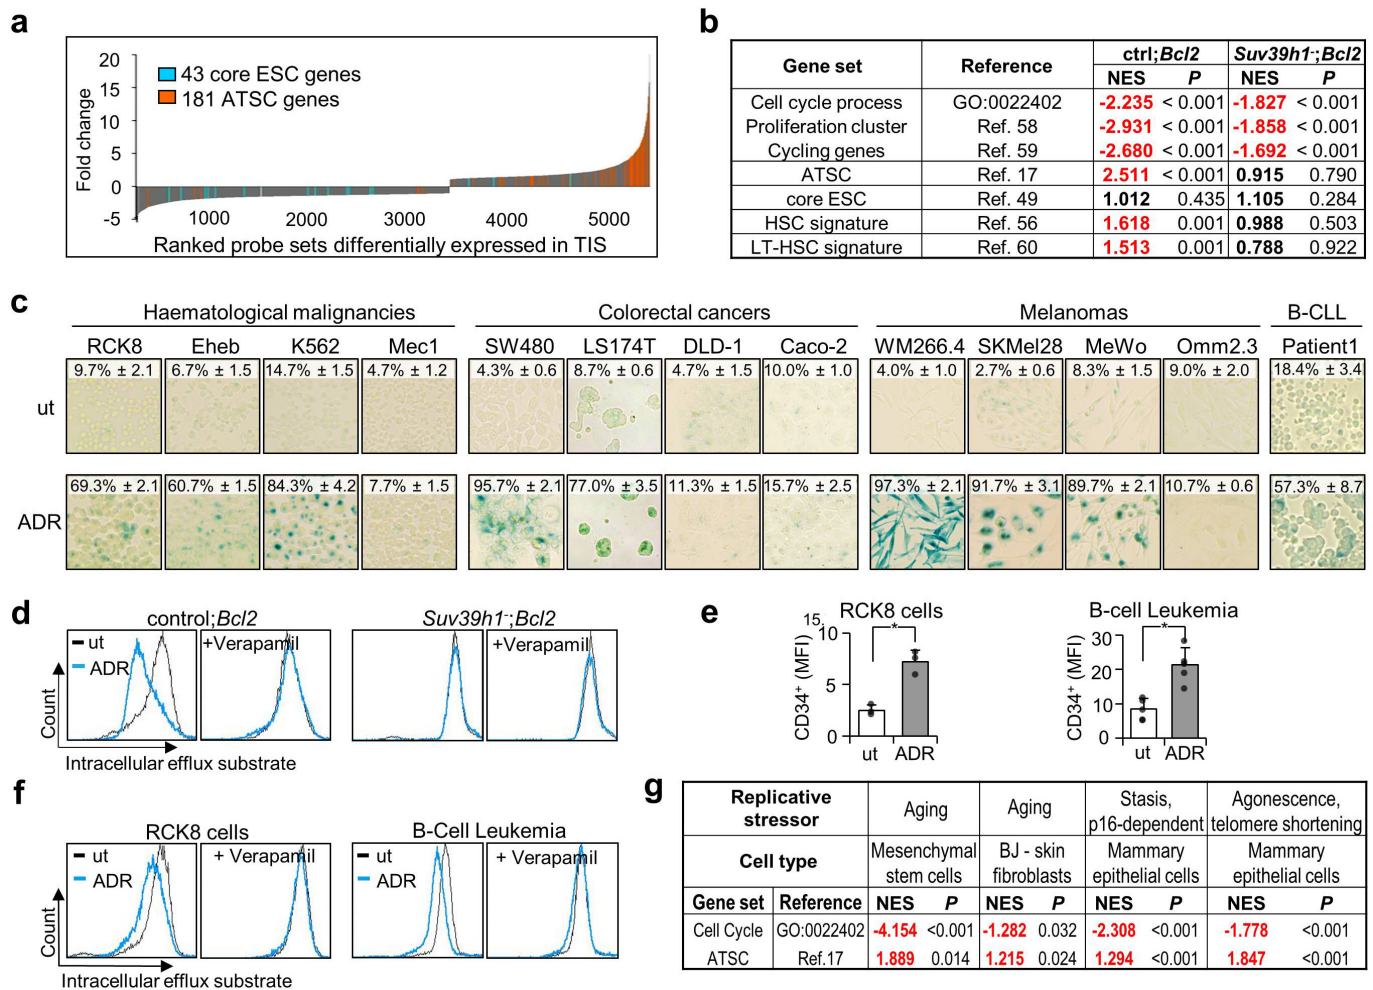 a
20
15
10
5
0
-5
Fold change
43 core ESC genes
181 ATSC genes
1000 2000 3000 4000 5000
Ranked probe sets differentially expressed in TIS
b
Gene set Reference ctrl;Bcl2 Suv39h1-;Bcl2
NES P NES P
Cell cycle process GO:0022402 -2.235 < 0.001 -1.827 < 0.001
Proliferation cluster Ref. 58 -2.931 < 0.001 -1.858 < 0.001
Cycling genes Ref. 59 -2.680 < 0.001 -1.692 < 0.001
ATSC Ref. 17 2.511 < 0.001 0.915 0.790
core ESC Ref. 49 1.012 0.435 1.105 0.284
HSC signature Ref. 56 1.618 0.001 0.988 0.503
LT-HSC signature Ref. 60 1.513 0.001 0.788 0.922
c
Haematological malignancies Colorectal cancers Melanomas B-CLL
RCK8 Eheb K562 Mec1 SW480 LS174T DLD-1 Caco-2 WM266.4 SKMel28 MeWo Omm2.3 Patient1
ut
9.7% ± 2.1 6.7% ± 1.5 14.7% ± 1.5 4.7% ± 1.2 4.3% ± 0.6 8.7% ± 0.6 4.7% ± 1.5 10.0% ± 1.0 4.0% ± 1.0 2.7% ± 0.6 8.3% ± 1.5 9.0% ± 2.0 18.4% ± 3.4
ADR
69.3% ± 2.1 60.7% ± 1.5 84.3% ± 4.2 7.7% ± 1.5 95.7% ± 2.1 77.0% ± 3.5 11.3% ± 1.5 15.7% ± 2.5 97.3% ± 2.1 91.7% ± 3.1 89.7% ± 2.1 10.7% ± 0.6 57.3% ± 8.7
d
control;Bcl2 Suv39h1-;Bcl2
ut
ADR
+Verapamil
+Verapamil
Count
Intracellular efflux substrate
e
RCK8 cells
15
10
5
0
CD34+ (MFI)
*
ut ADR
B-cell Leukemia
30
20
10
0
CD34+ (MFI)
*
ut ADR
f
RCK8 cells B-Cell Leukemia
ut
ADR
+ Verapamil
ut
ADR
+ Verapamil
Count
Intracellular efflux substrate
g
Replicative stressor Aging Aging Stasis, p16-dependent Agonescence, telomere shortening
Cell type Mesenchymal stem cells BJ - skin fibroblasts Mammary epithelial cells Mammary epithelial cells
Gene set Reference NES P NES P NES P NES P
Cell Cycle GO:0022402 -4.154 <0.001 -1.282 0.032 -2.308 <0.001 -1.778 <0.001
ATSC Ref.17 1.889 0.014 1.215 0.024 1.294 <0.001 1.847 <0.001